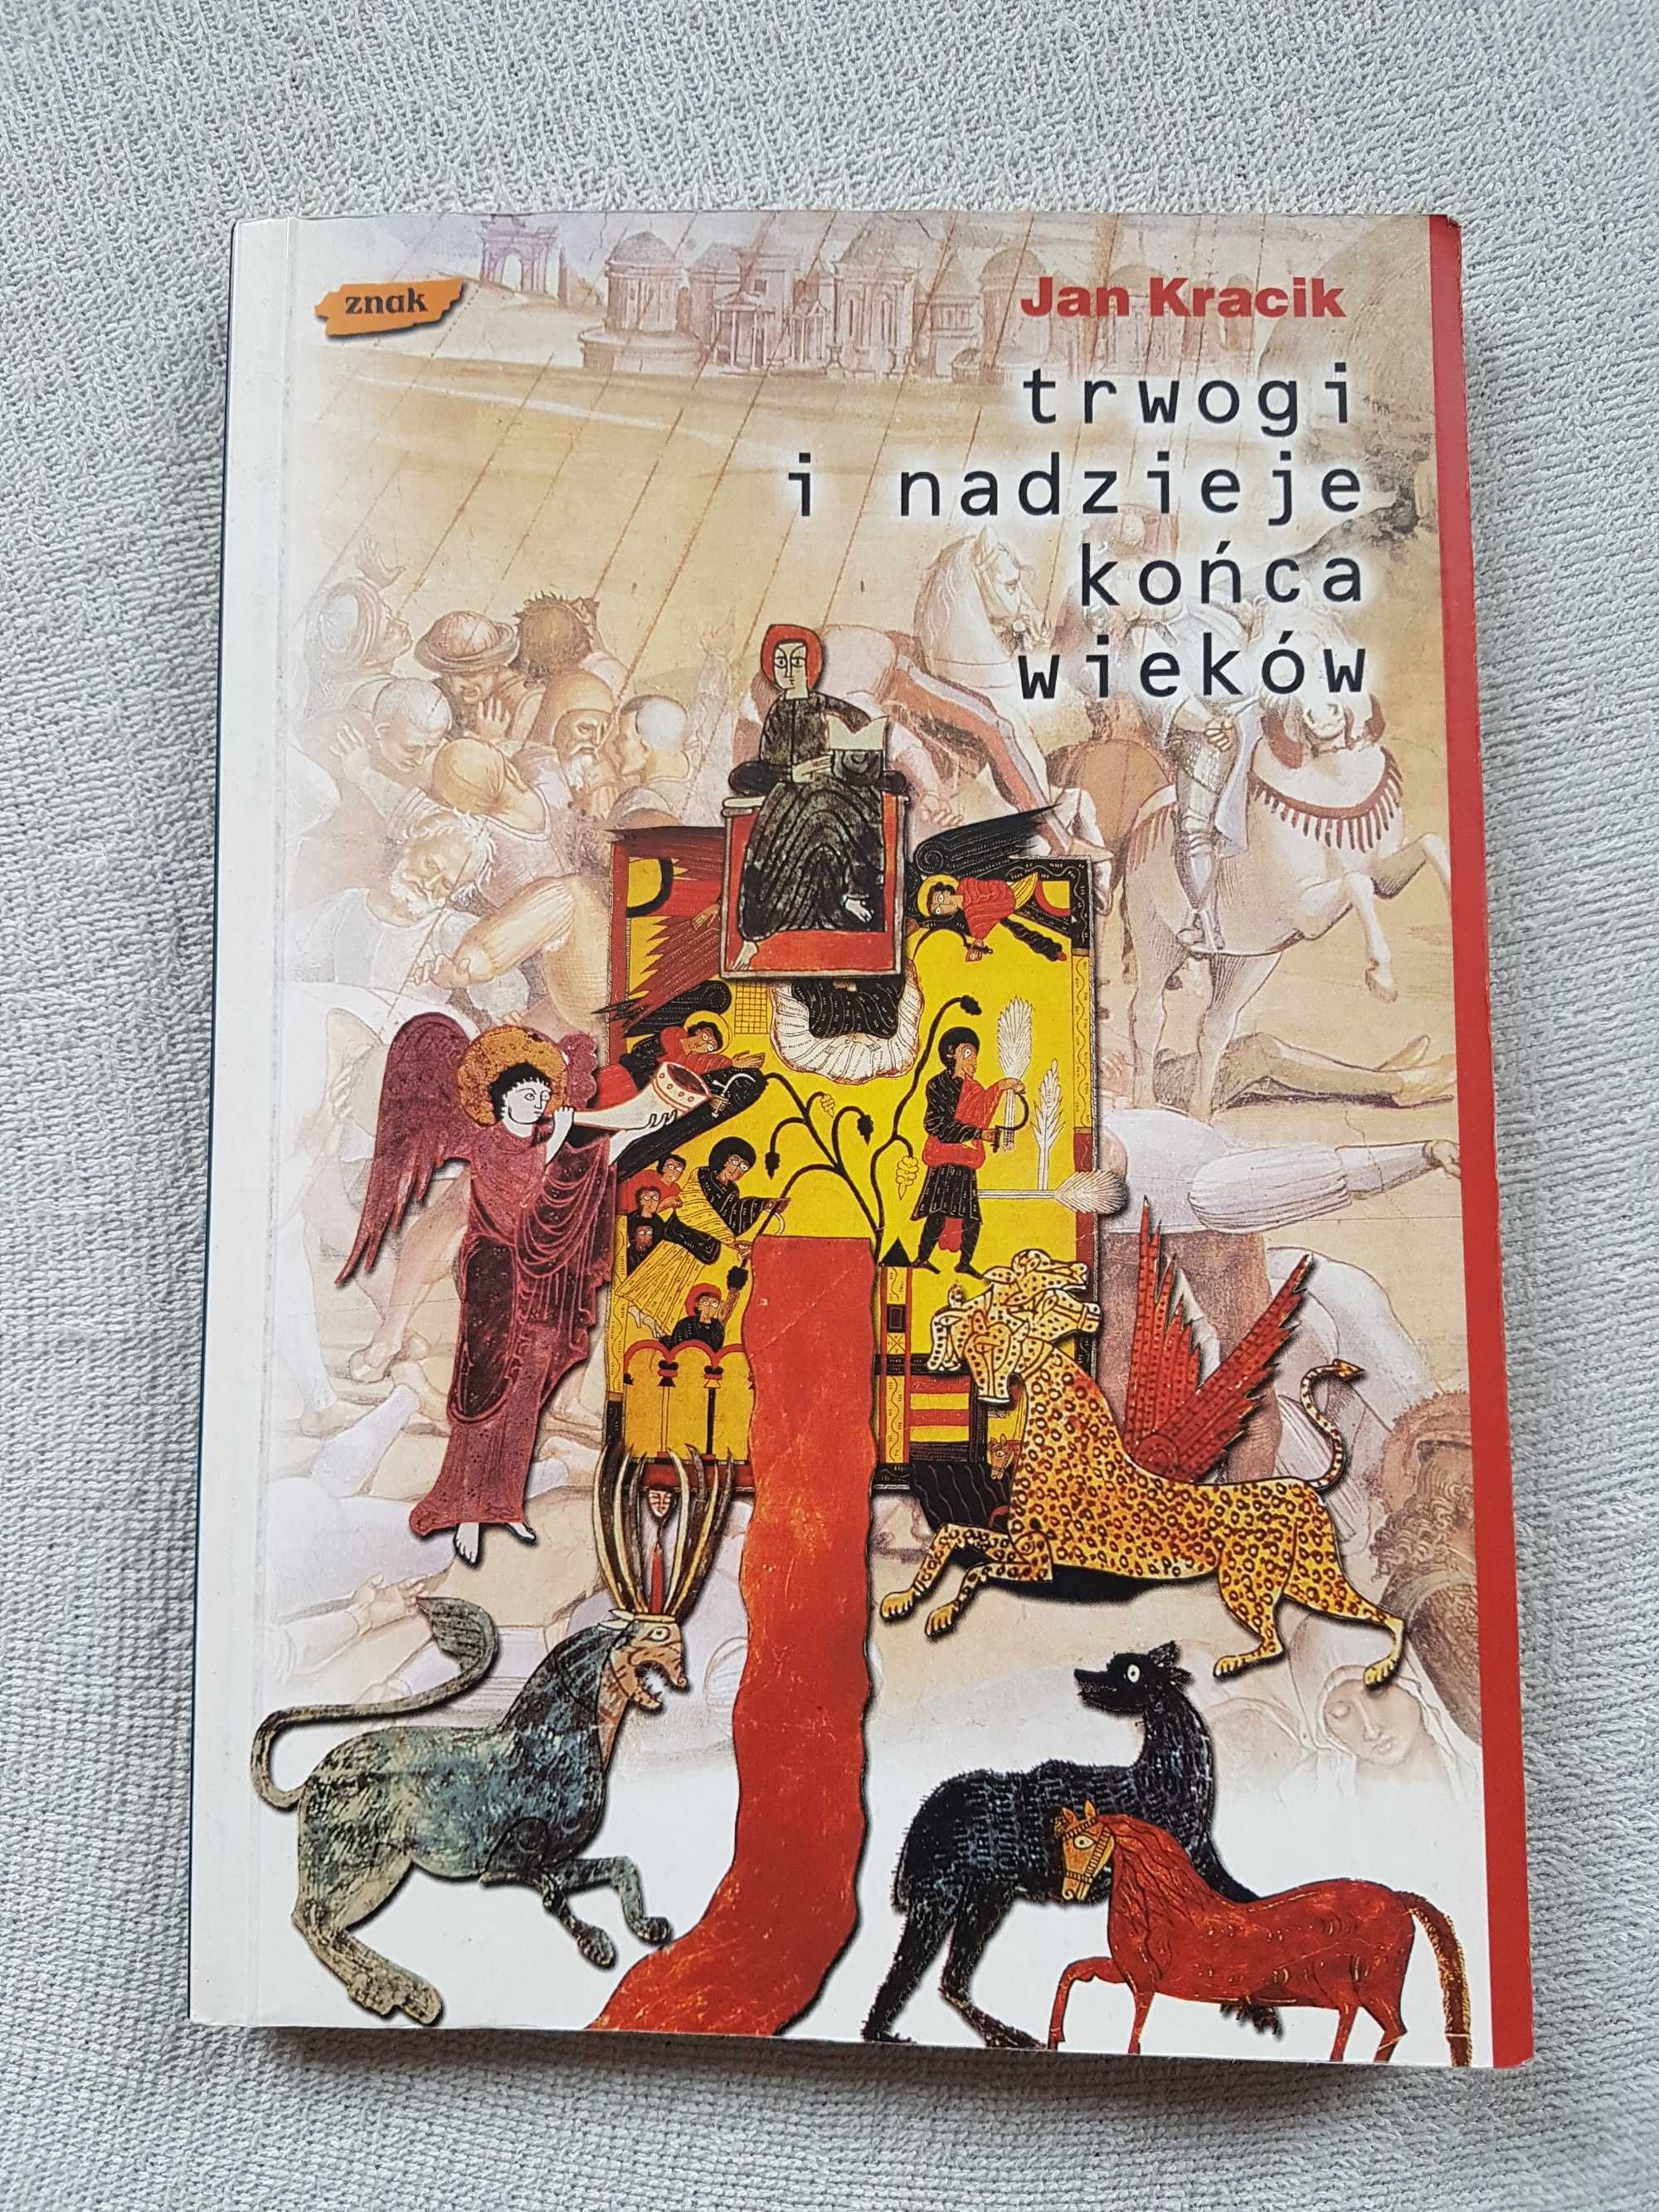 znak
Jan Kracik
trwogi
i nadzieje
końca
wieków